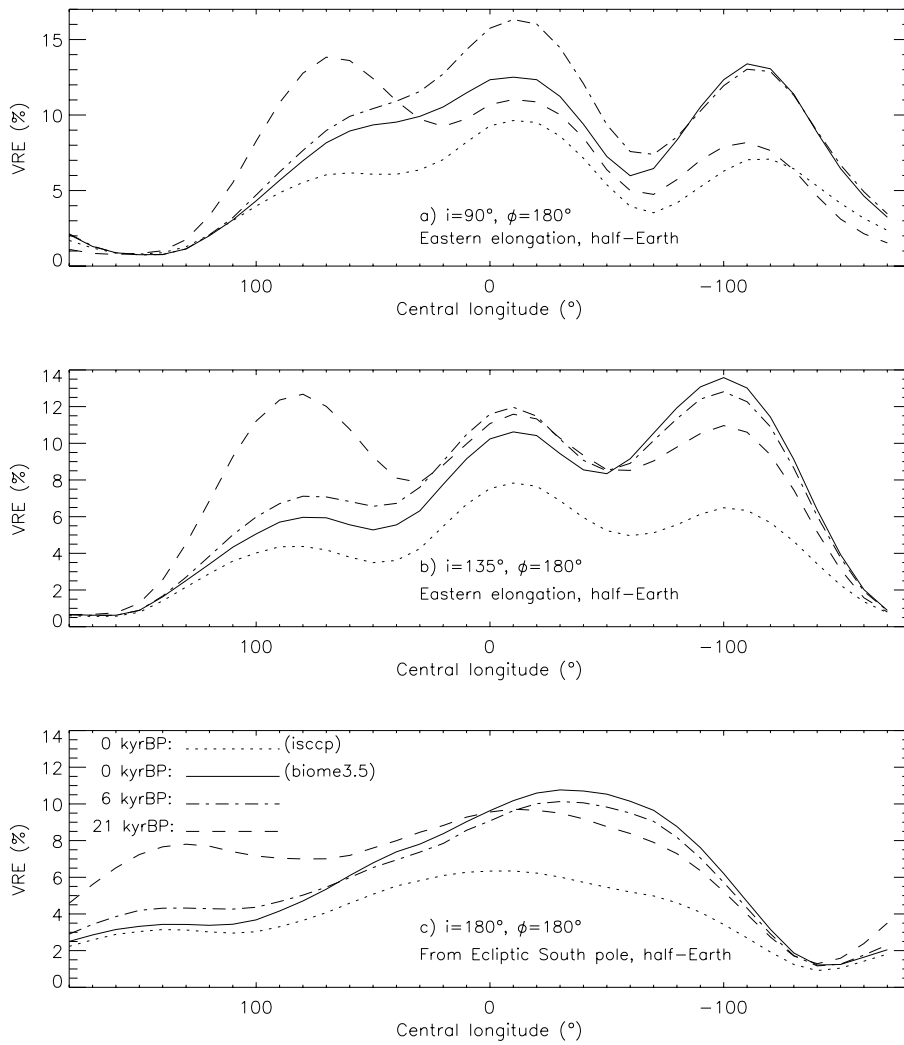 15
10
5
0
VRE (%)
a) i=90°, ϕ=180°
Eastern elongation, half−Earth
100 0 −100
Central longitude (°)
14
12
10
8
6
4
2
0
VRE (%)
b) i=135°, ϕ=180°
Eastern elongation, half−Earth
100 0 −100
Central longitude (°)
14
12
10
8
6
4
2
0
VRE (%)
0 kyrBP: (isccp)
0 kyrBP: (biome3.5)
6 kyrBP:
21 kyrBP:
c) i=180°, ϕ=180°
From Ecliptic South pole, half−Earth
100 0 −100
Central longitude (°)